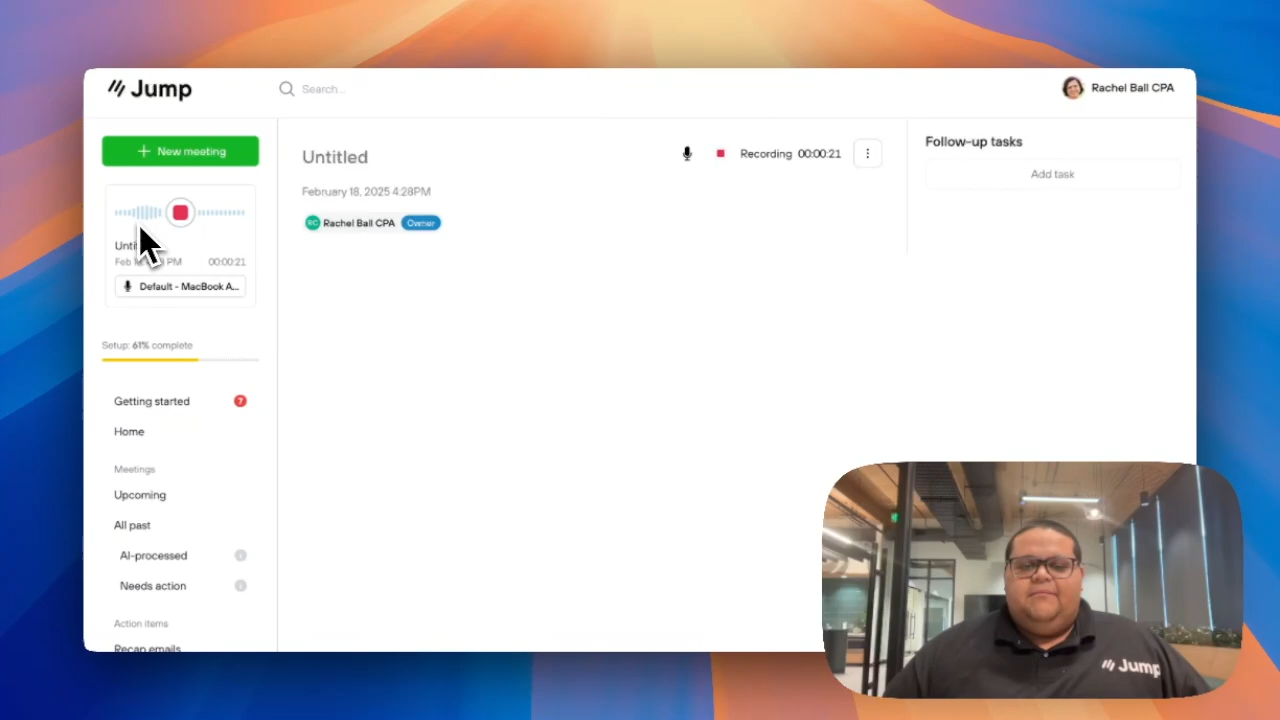 Jump
Search...
Rachel Ball CPA
New meeting
Untitled
Recording 00:00:21
Follow-up tasks
Add task
February 18, 2025 4:28PM
RC Rachel Ball CPA Owner
PM 00:00:21
Default - MacBook A...
Setup: 61% complete
Getting started 7
Home
Meetings
Upcoming
All past
AI-processed
Needs action
Action items
Recap emails
Jump